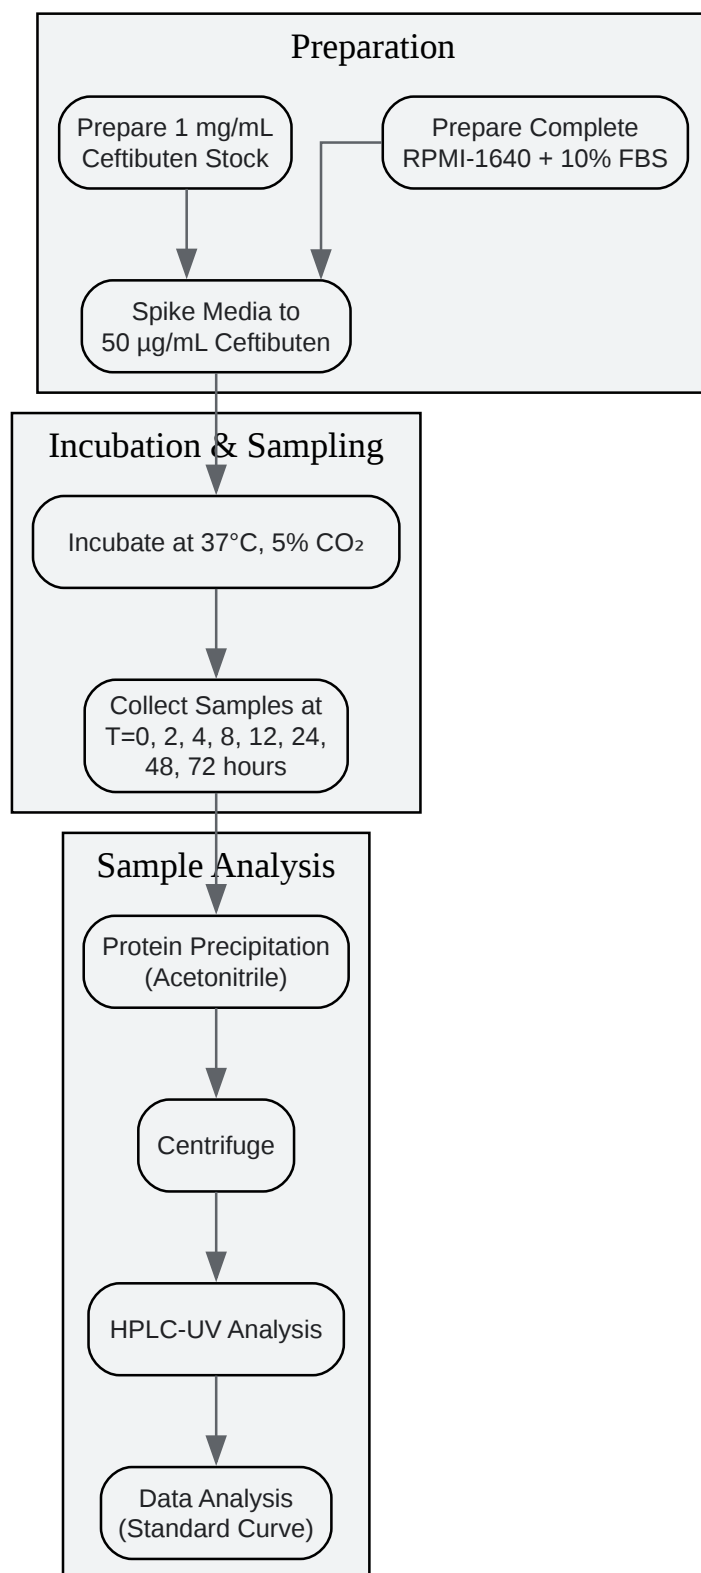 Preparation
Prepare 1 mg/mL
Ceftibuten Stock
Prepare Complete
RPMI-1640 + 10% FBS
Spike Media to
50 µg/mL Ceftibuten
Incubation & Sampling
Incubate at 37°C, 5% CO₂
Collect Samples at
T=0, 2, 4, 8, 12, 24,
48, 72 hours
Sample Analysis
Protein Precipitation
(Acetonitrile)
Centrifuge
HPLC-UV Analysis
Data Analysis
(Standard Curve)